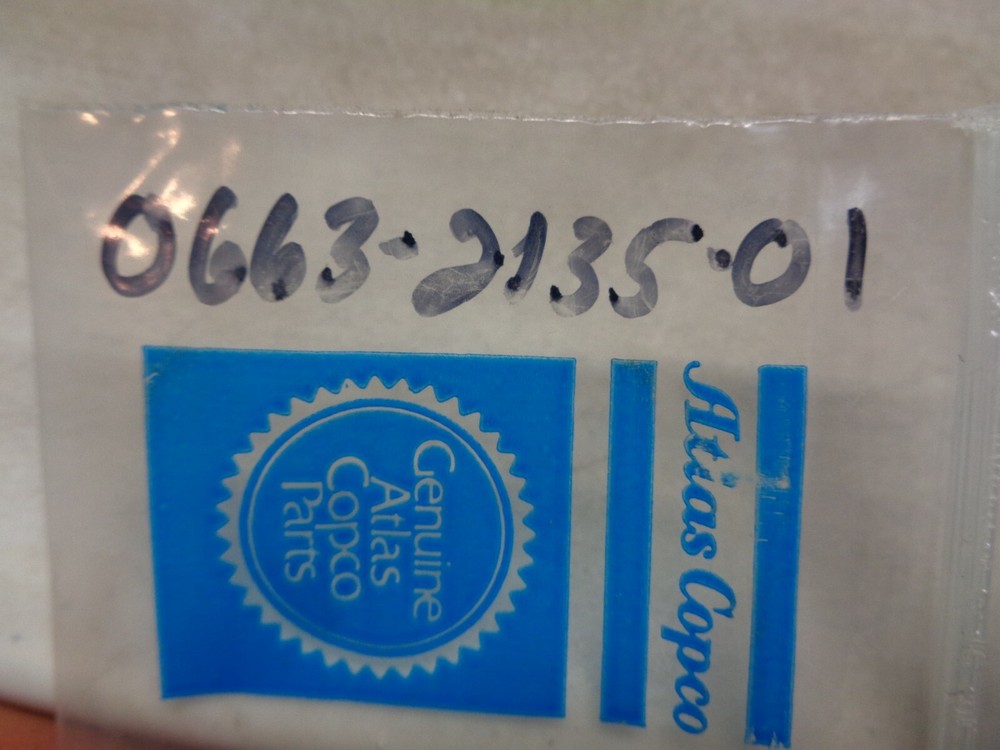 0663-2135-01
Genuine
Atlas
Copco
Parts
Atlas Copco